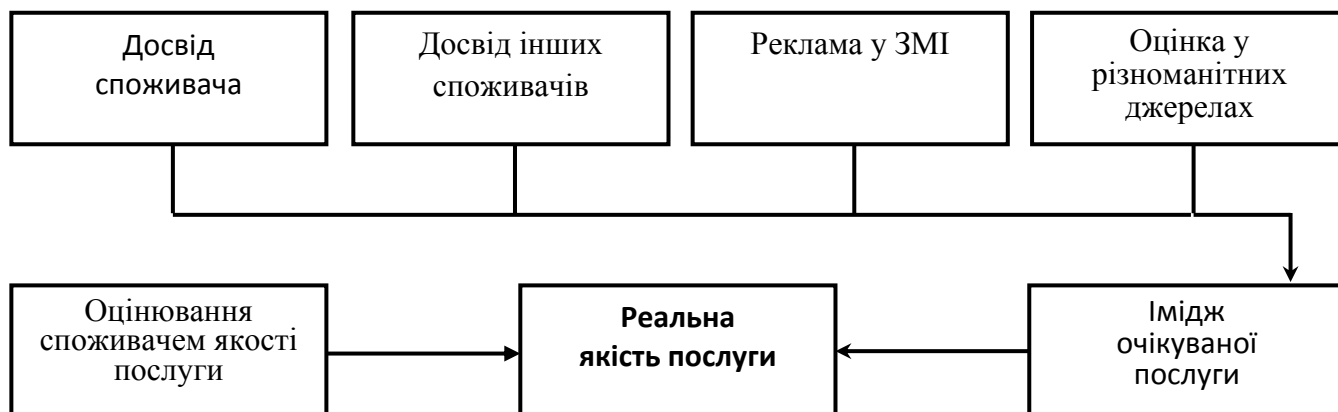 Досвід
споживача
Досвід інших
споживачів
Реклама у ЗМІ
Оцінка у
різноманітних
джерелах
Оцінювання
споживачем якості
послуги
Реальна
якість послуги
Імідж
очікуваної
послуги